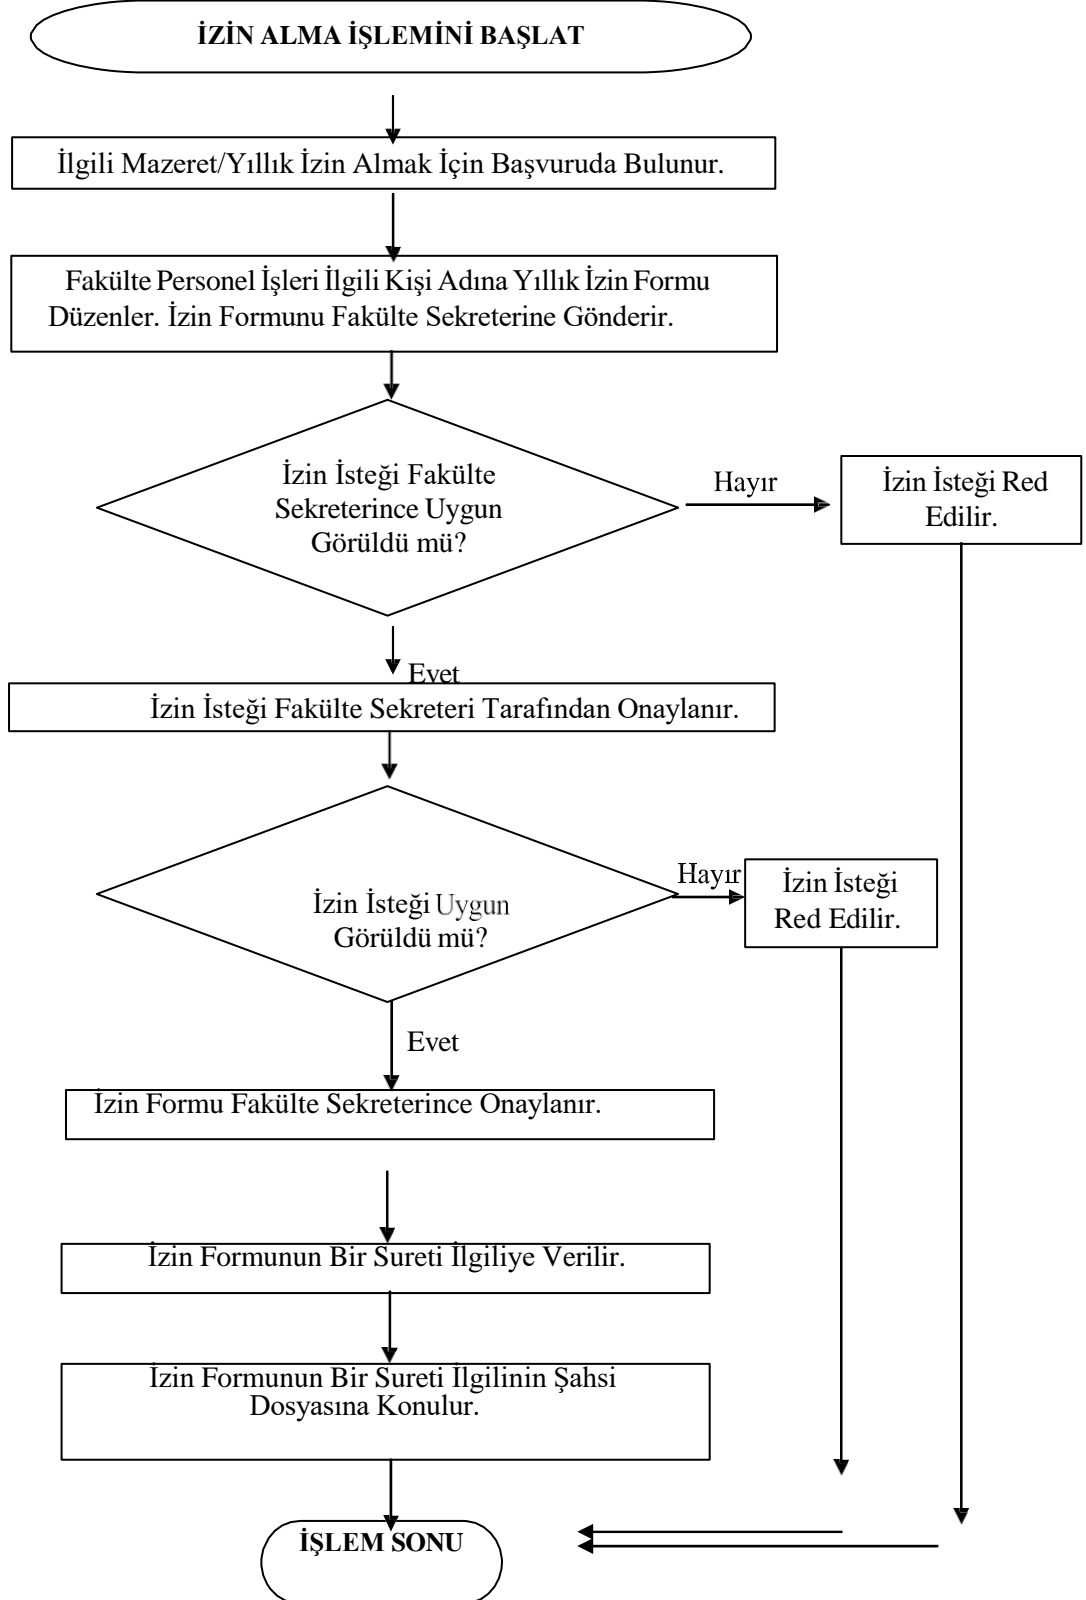 İZİN ALMA İŞLEMİNİ BAŞLAT
İlgili Mazeret/Yıllık İzin Almak İçin Başvuruda Bulunur.
Fakülte Personel İşleri İlgili Kişi Adına Yıllık İzin Formu
Düzenler. İzin Formunu Fakülte Sekreterine Gönderir.
İzin İsteği Fakülte
Sekreterince Uygun
Görüldü mü?
Hayır
İzin İsteği Red
Edilir.
Evet
İzin İsteği Fakülte Sekreteri Tarafından Onaylanır.
İzin İsteği Uygun
Görüldü mü?
Hayır
İzin İsteği
Red Edilir.
Evet
İzin Formu Fakülte Sekreterince Onaylanır.
İzin Formunun Bir Sureti İlgiliye Verilir.
İzin Formunun Bir Sureti İlgilinin Şahsi
Dosyasına Konulur.
İŞLEM SONU